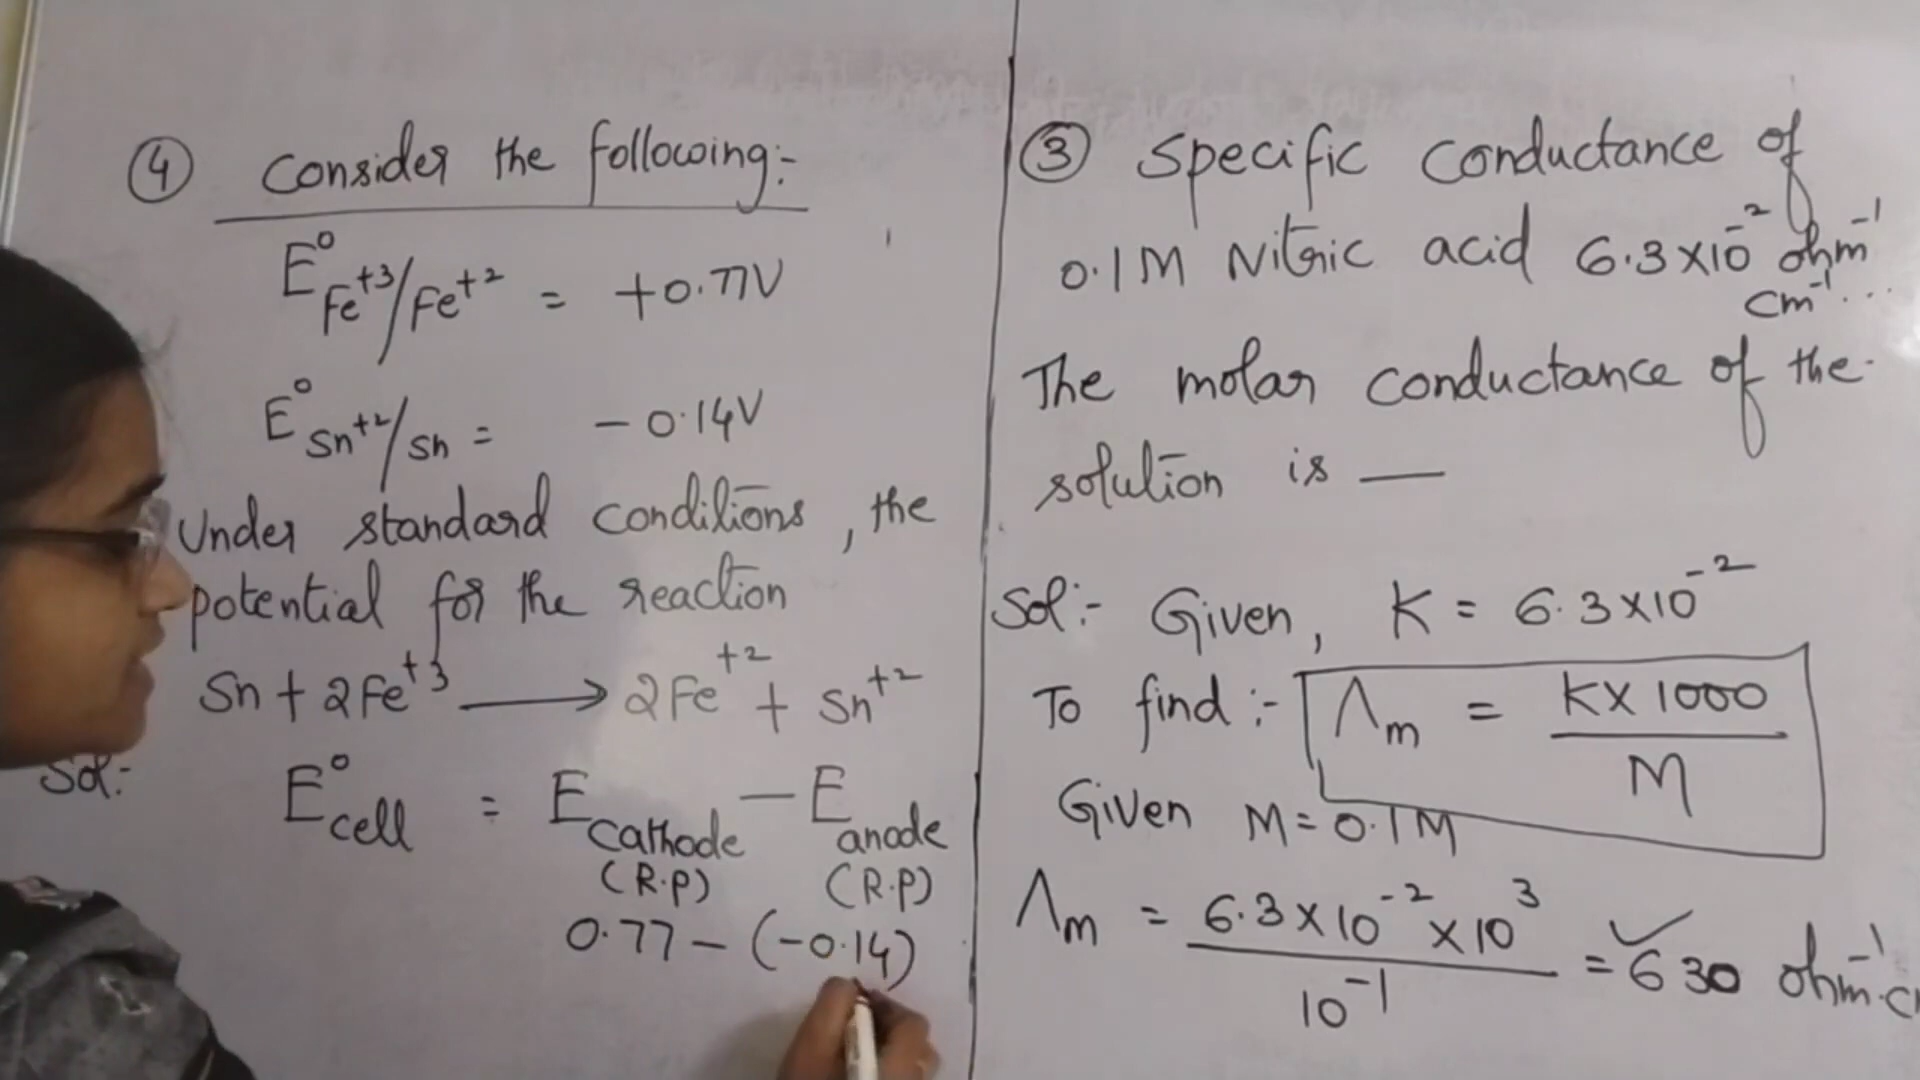 ④ Consider the following:-
E° Fe+3/Fe+2 = +0.77V
E° Sn+2/Sn = -0.14V
Under standard conditions, the
potential for the reaction
Sn + 2Fe+3 ⟶ 2Fe+2 + Sn+2
Sol:- E°cell = Ecathode - Eanode
(R.P) (R.P)
0.77 - (-0.14)
③ Specific conductance of
0.1M Nitric acid 6.3×10^-2 ohm^-1
cm^-1...
The molar conductance of the
solution is —
Sol:- Given, K = 6.3×10^-2
To find :- Λm = K×1000/M
Given M = 0.1M
Λm = 6.3×10^-2×10^3/10^-1 = 630 ohm^-1.